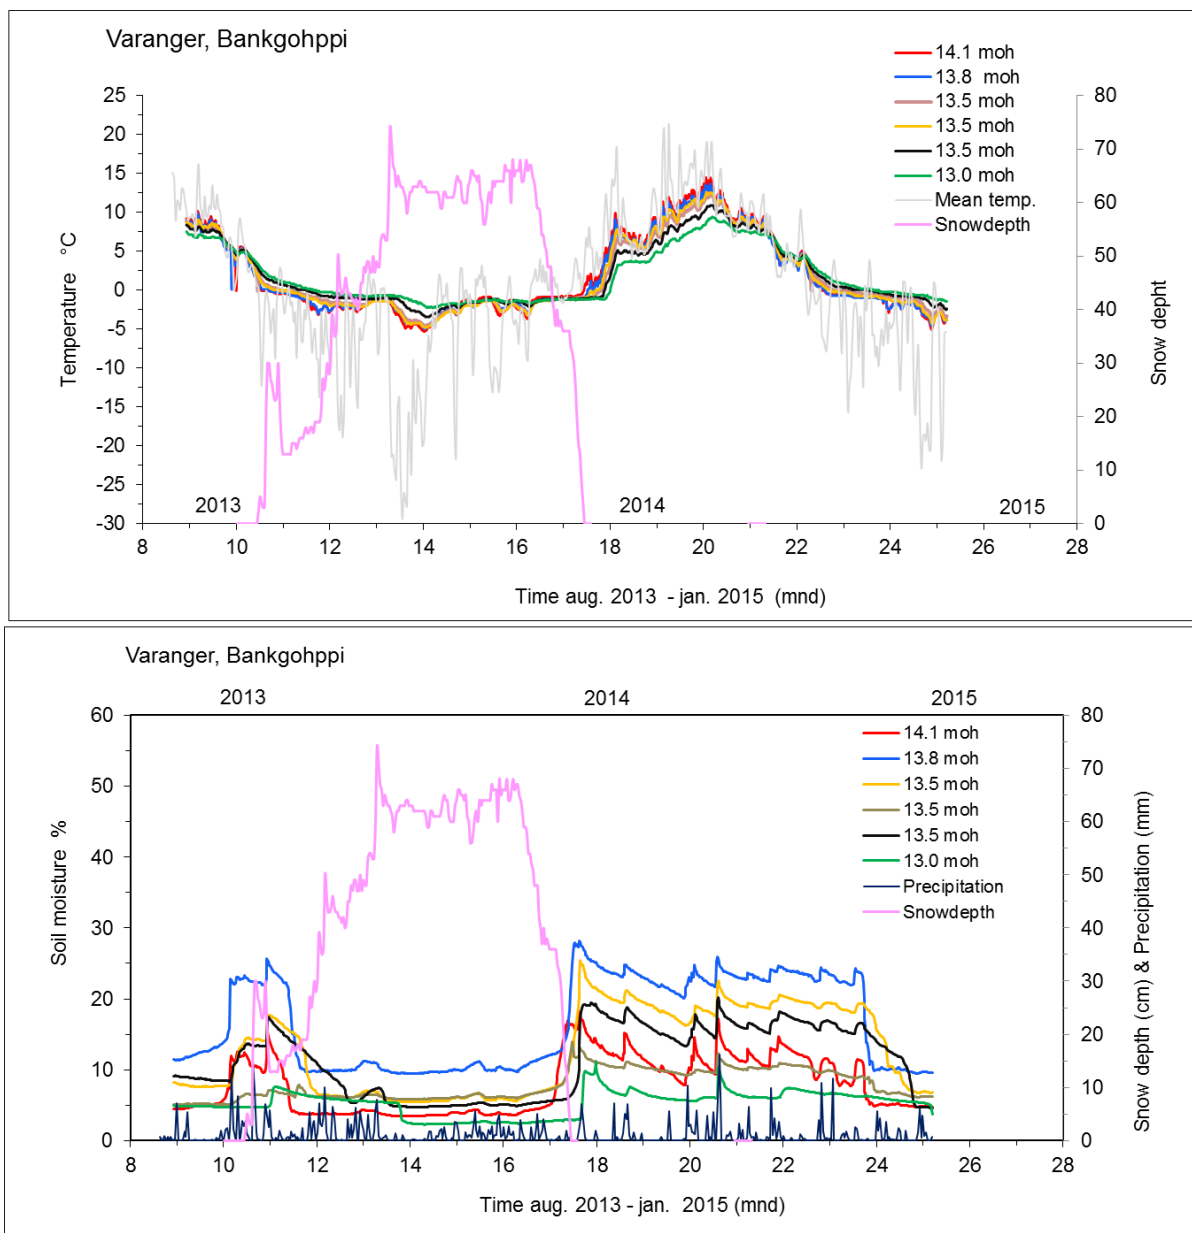 Varanger, Bankgohppi
14.1 moh
13.8 moh
13.5 moh
13.5 moh
13.5 moh
13.0 moh
Mean temp.
Snowdepth
25
20
15
10
5
0
-5
-10
-15
-20
-25
-30
Temperature °C
80
70
60
50
40
30
20
10
0
Snow depht
2013 2014 2015
8 10 12 14 16 18 20 22 24 26 28
Time aug. 2013 - jan. 2015 (mnd)
Varanger, Bankgohppi
2013 2014 2015
60
50
40
30
20
10
0
Soil moisture %
14.1 moh
13.8 moh
13.5 moh
13.5 moh
13.5 moh
13.0 moh
Precipitation
Snowdepth
80
70
60
50
40
30
20
10
0
Snow depth (cm) & Precipitation (mm)
8 10 12 14 16 18 20 22 24 26 28
Time aug. 2013 - jan. 2015 (mnd)